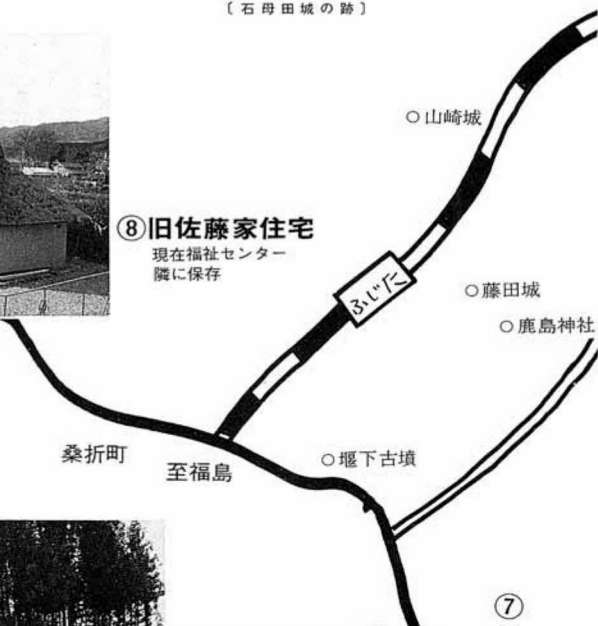 〔石母田城の跡〕
○山崎城
⑧旧佐藤家住宅
現在福祉センター
隣に保存
ふじた
○藤田城
○鹿島神社
桑折町
至福島
○堰下古墳
⑦